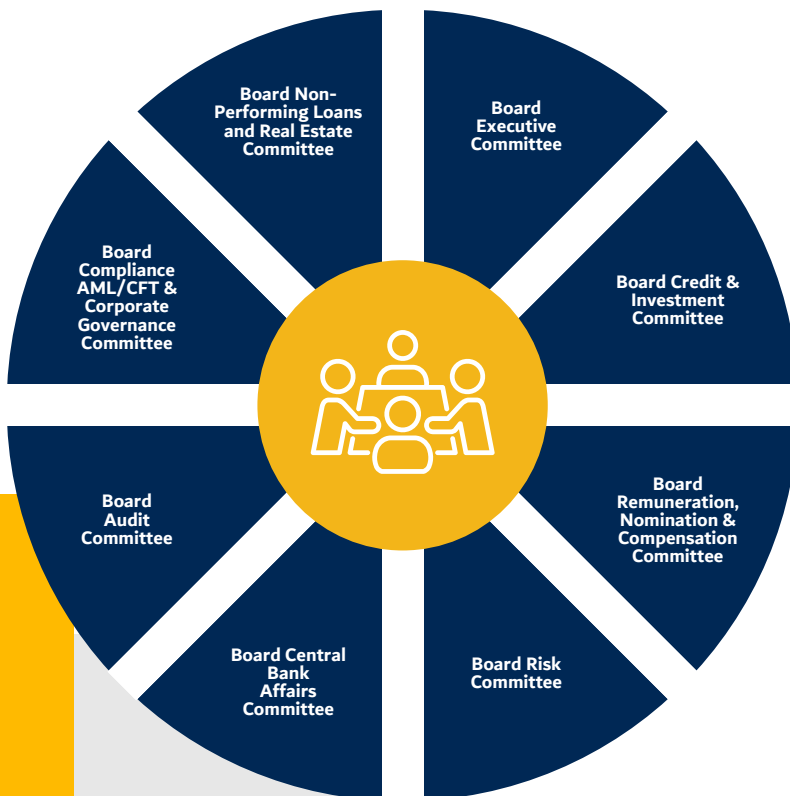 Board Non-
Performing Loans
and Real Estate
Committee
Board
Executive
Committee
Board
Compliance
AML/CFT &
Corporate
Governance
Committee
Board Credit &
Investment
Committee
Board
Audit
Committee
Board
Remuneration,
Nomination &
Compensation
Committee
Board Central
Bank
Affairs
Committee
Board Risk
Committee